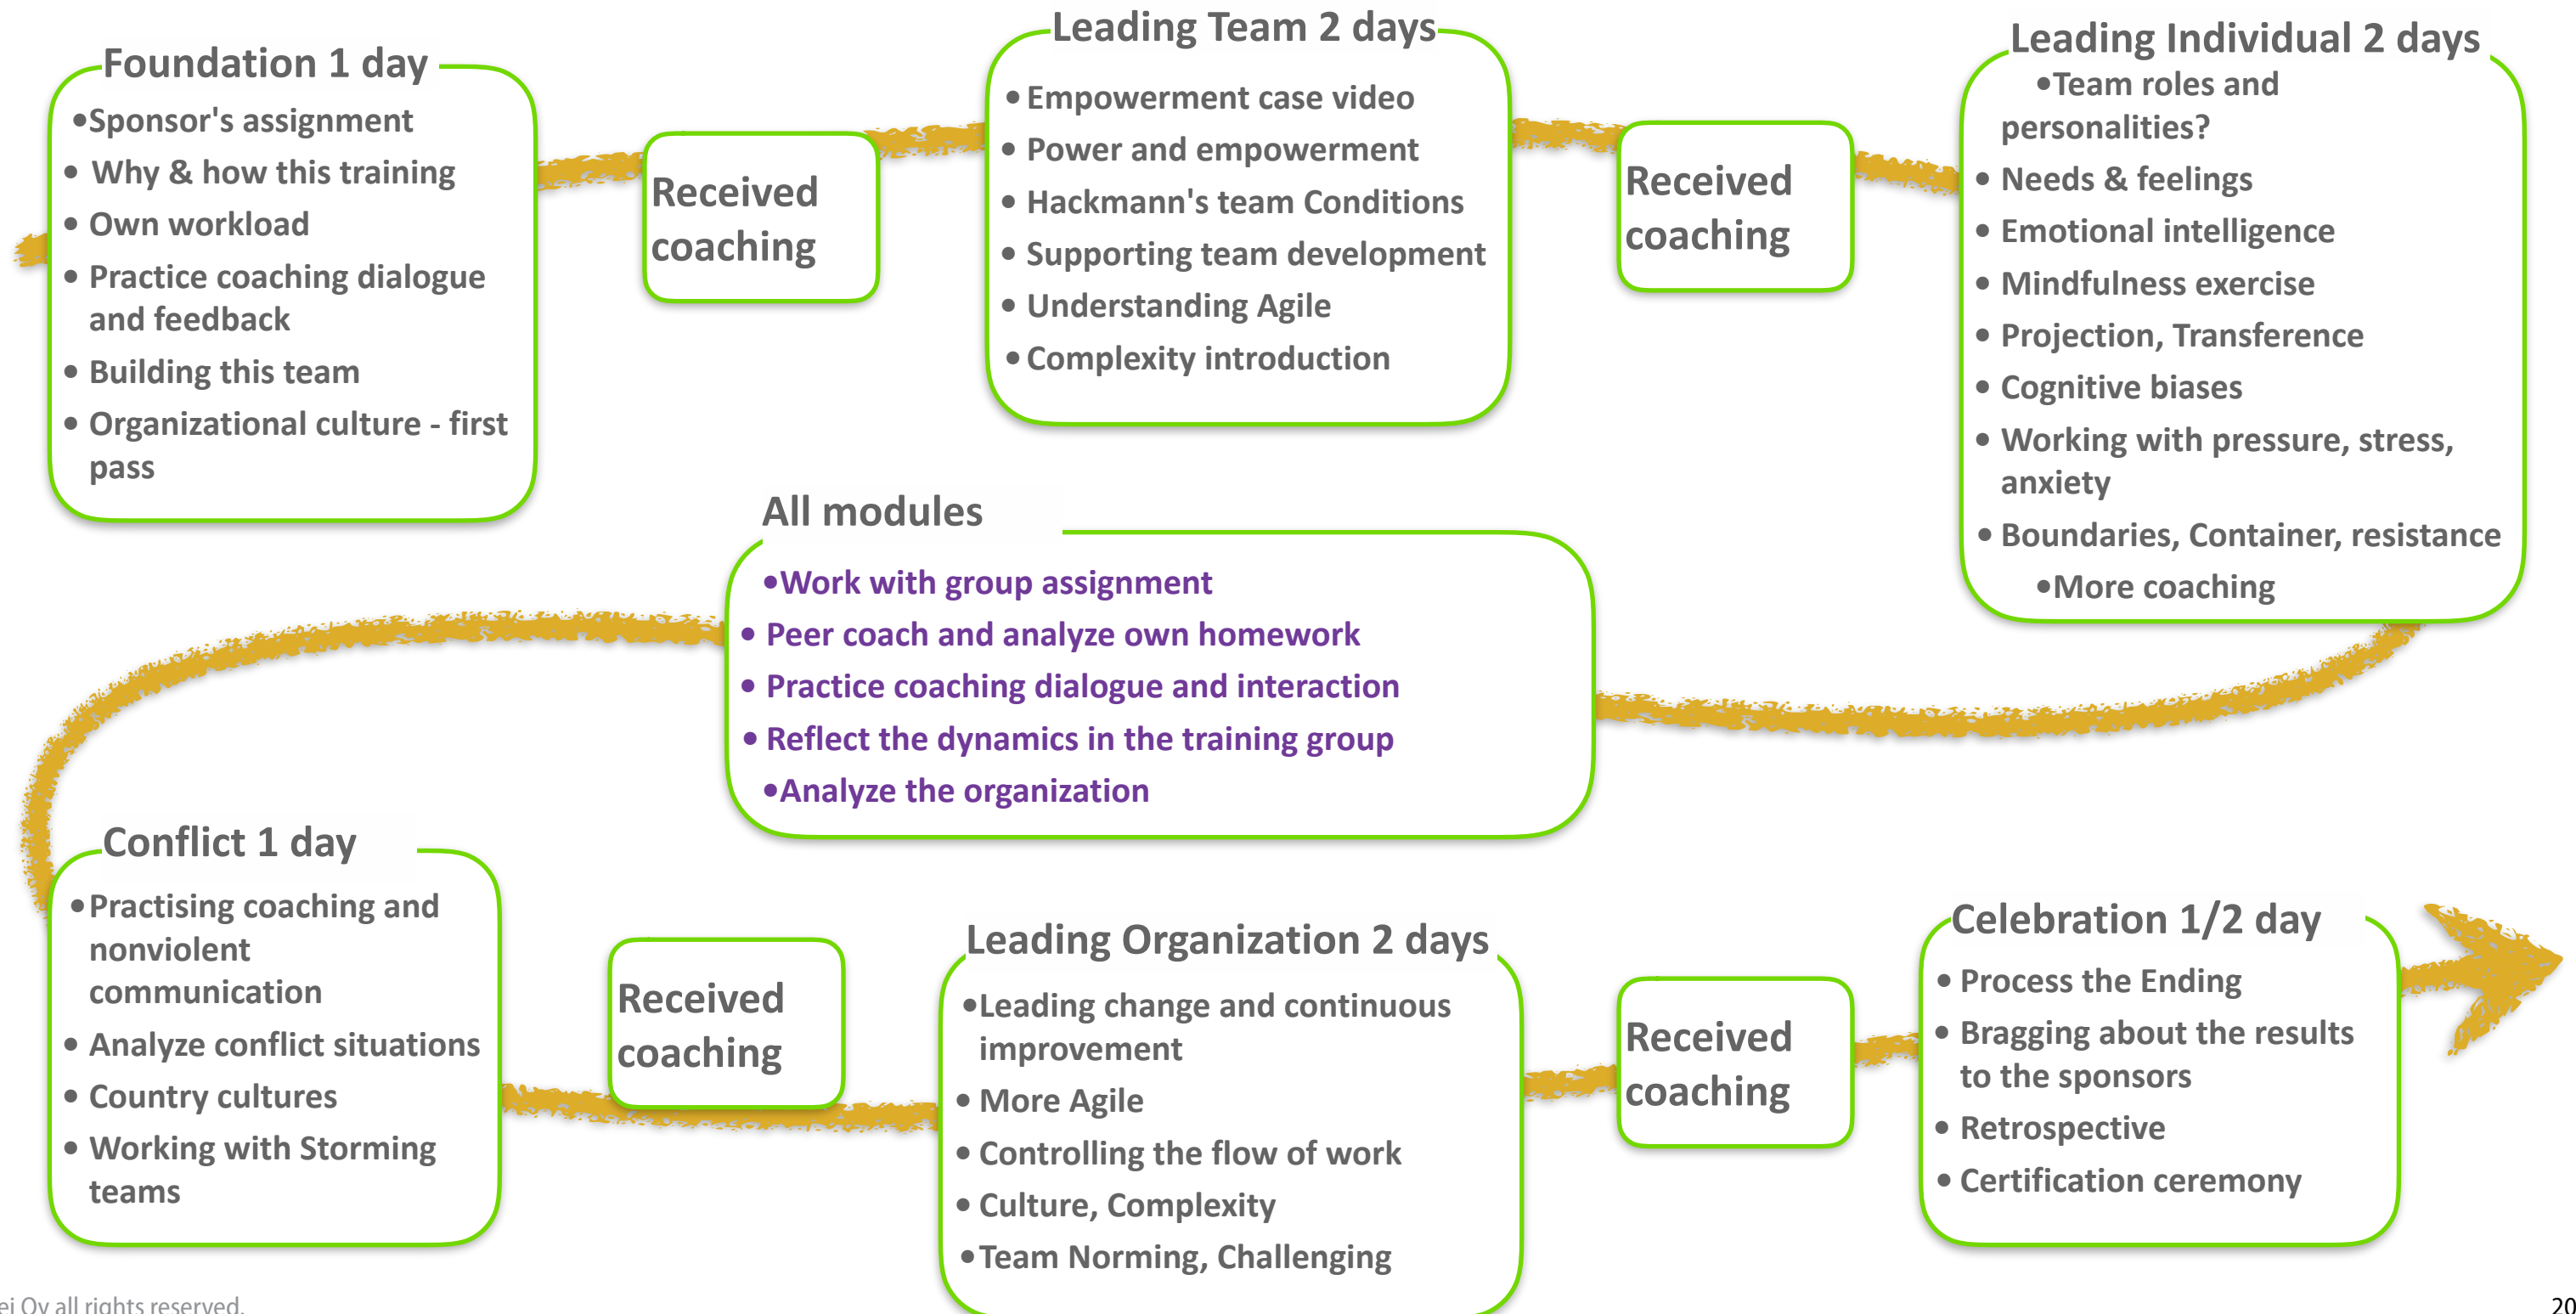 Foundation 1 day
•Sponsor's assignment
• Why & how this training
• Own workload
• Practice coaching dialogue
and feedback
• Building this team
• Organizational culture - first
pass
Received
coaching
Leading Team 2 days
• Empowerment case video
• Power and empowerment
• Hackmann's team Conditions
• Supporting team development
• Understanding Agile
• Complexity introduction
Received
coaching
Leading Individual 2 days
•Team roles and
personalities?
• Needs & feelings
• Emotional intelligence
• Mindfulness exercise
• Projection, Transference
• Cognitive biases
• Working with pressure, stress,
anxiety
• Boundaries, Container, resistance
•More coaching
All modules
•Work with group assignment
• Peer coach and analyze own homework
• Practice coaching dialogue and interaction
• Reflect the dynamics in the training group
•Analyze the organization
Conflict 1 day
• Practising coaching and
nonviolent
communication
• Analyze conflict situations
• Country cultures
• Working with Storming
teams
Received
coaching
Leading Organization 2 days
•Leading change and continuous
improvement
• More Agile
• Controlling the flow of work
• Culture, Complexity
•Team Norming, Challenging
Received
coaching
Celebration 1/2 day
• Process the Ending
• Bragging about the results
to the sponsors
• Retrospective
• Certification ceremony
Oy all rights reserved.
20